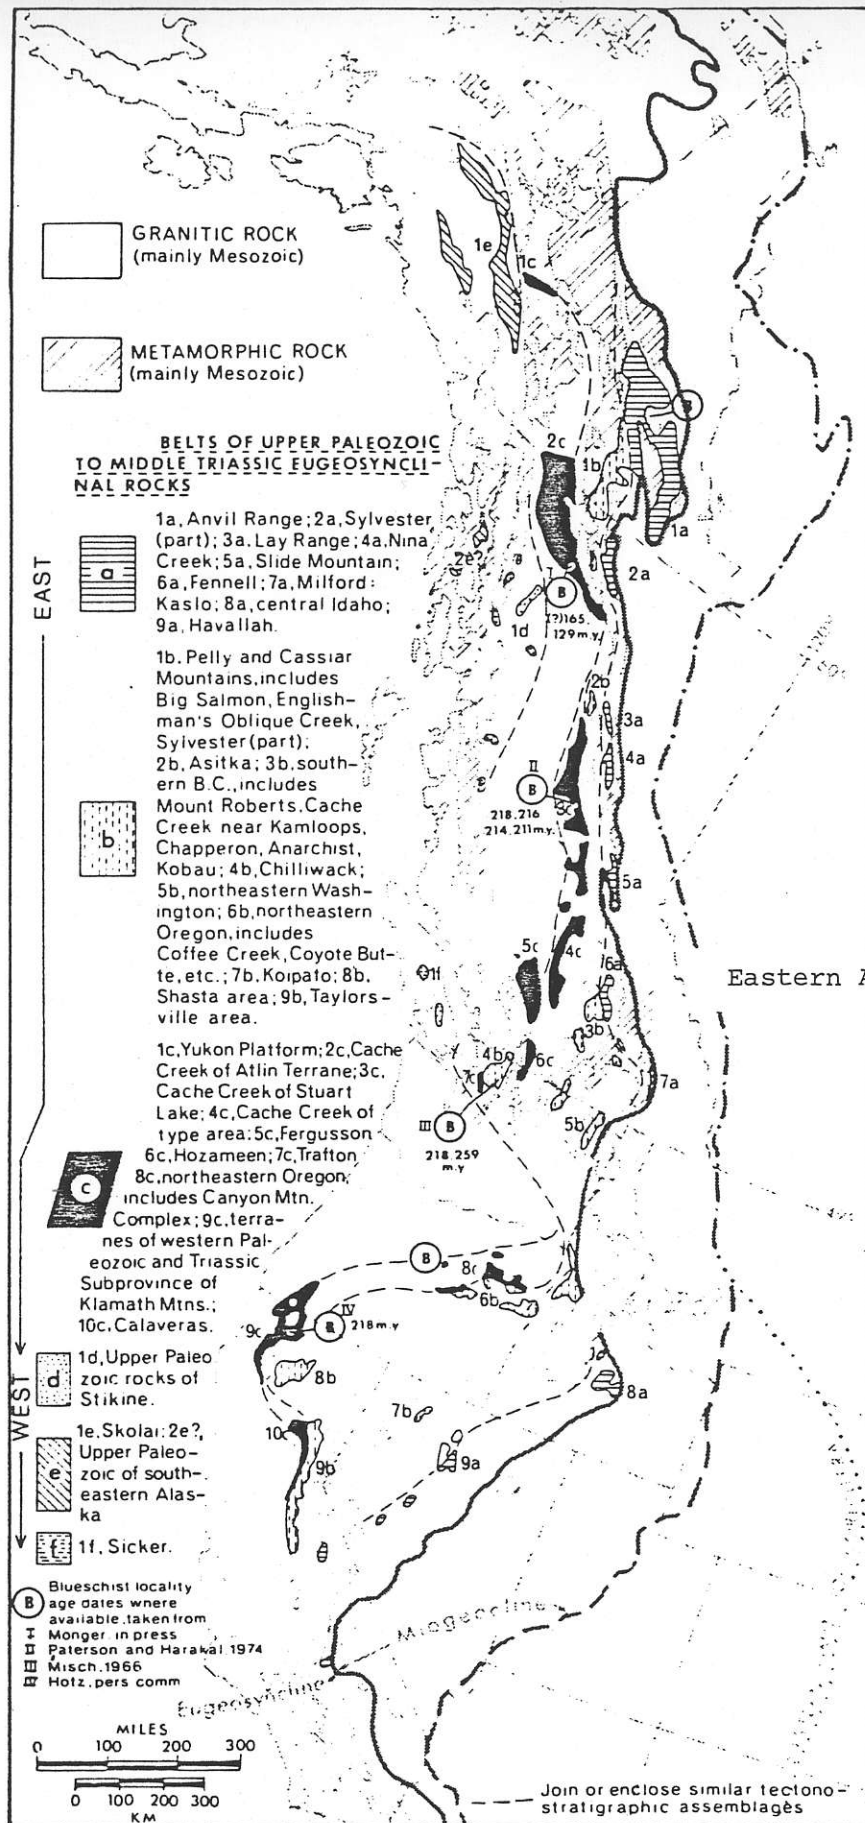 GRANITIC ROCK
(mainly Mesozoic)
METAMORPHIC ROCK
(mainly Mesozoic)
BELTS OF UPPER PALEOZOIC
TO MIDDLE TRIASSIC EUGEOSYNCLI-
NAL ROCKS
EAST
a
1a, Anvil Range; 2a, Sylvester
(part); 3a, Lay Range; 4a, Nina
Creek; 5a, Slide Mountain;
6a, Fennell; 7a, Milford:
Kaslo; 8a, central Idaho;
9a, Havallah.
b
1b. Pelly and Cassiar
Mountains, includes
Big Salmon, English-
man's Oblique Creek,
Sylvester (part);
2b, Asitka; 3b, south-
ern B.C., includes
Mount Roberts, Cache
Creek near Kamloops,
Chapperon, Anarchist,
Kobau; 4b, Chilliwack;
5b, northeastern Wash-
ington; 6b, northeastern
Oregon, includes
Coffee Creek, Coyote But-
te, etc.; 7b, Koipato; 8b,
Shasta area; 9b, Taylors-
ville area.
c
1c, Yukon Platform; 2c, Cache
Creek of Atlin Terrane; 3c,
Cache Creek of Stuart
Lake; 4c, Cache Creek of
type area; 5c, Fergusson
6c, Hozameen; 7c, Trafton
8c, northeastern Oregon,
includes Canyon Mtn.
Complex; 9c, terra-
nes of western Pal-
eozoic and Triassic
Subprovince of
Klamath Mtns.;
10c, Calaveras.
WEST
d
1d, Upper Paleo
zoic rocks of
Stikine.
e
1e, Skolai; 2e?,
Upper Paleo-
zoic of south-
eastern Alas-
ka
f
1f, Sicker.
B
Blueschist locality
age dates where
available, taken from
I Monger in press
II Paterson and Harakal 1974
III Misch, 1966
IV Hotz, pers comm
MILES
0 100 200 300
0 100 200 300
KM
1e
1c
B
2c
1b
1a
2e?
2a
I
B
1d
(?)165,
129 m.y.
2b
3a
II
4a
B
3c
218, 216
214, 211 m.y.
5a
5c
4c
1f
6a
Eastern A
3b
4b
6c
7c
7a
III B
5b
218, 259
m.y
B
8c
6b
IV
9c
B
218 m.y
8b
8a
7b
10
9b
9a
Miogeocline
Eugeosyncline
Join or enclose similar tectono-
stratigraphic assemblages